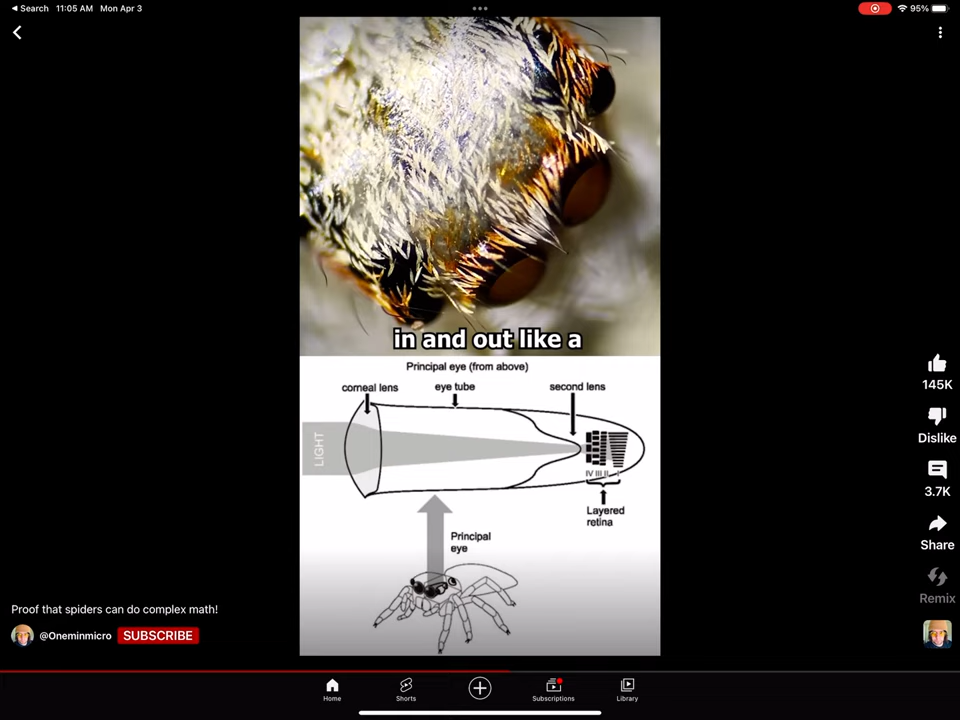 Search 11:05 AM Mon Apr 3
95%
in and out like a
Principal eye (from above)
corneal lens eye tube second lens
LIGHT
IV III II I
Layered
retina
Principal
eye
145K
Dislike
3.7K
Share
Remix
Proof that spiders can do complex math!
@Oneminmicro SUBSCRIBE
Home Shorts Subscriptions Library